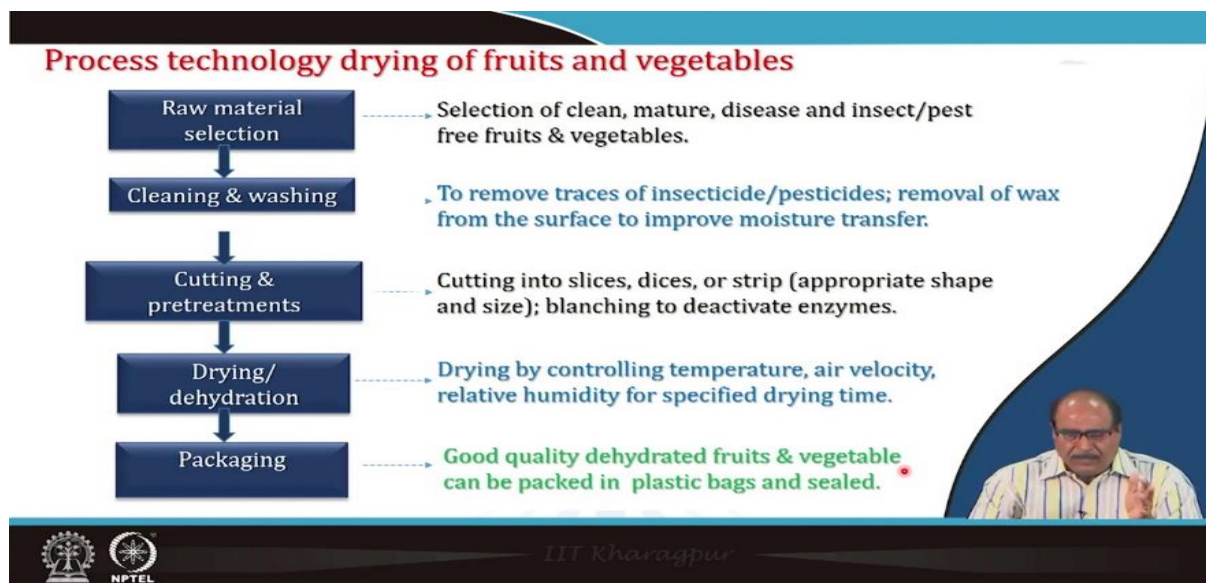 Process technology drying of fruits and vegetables
Raw material
selection
Selection of clean, mature, disease and insect/pest
free fruits & vegetables.
Cleaning & washing
To remove traces of insecticide/pesticides; removal of wax
from the surface to improve moisture transfer.
Cutting &
pretreatments
Cutting into slices, dices, or strip (appropriate shape
and size); blanching to deactivate enzymes.
Drying/
dehydration
Drying by controlling temperature, air velocity,
relative humidity for specified drying time.
Packaging
Good quality dehydrated fruits & vegetable
can be packed in plastic bags and sealed.
IIT Kharagpur
NPTEL